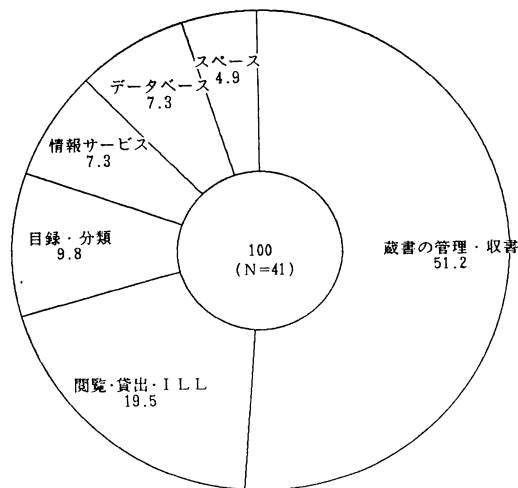 スペース
4.9
データベース
7.3
情報サービス
7.3
目録・分類
9.8
閲覧・貸出・ＩＬＬ
19.5
蔵書の管理・収書
51.2
100
(N=41)